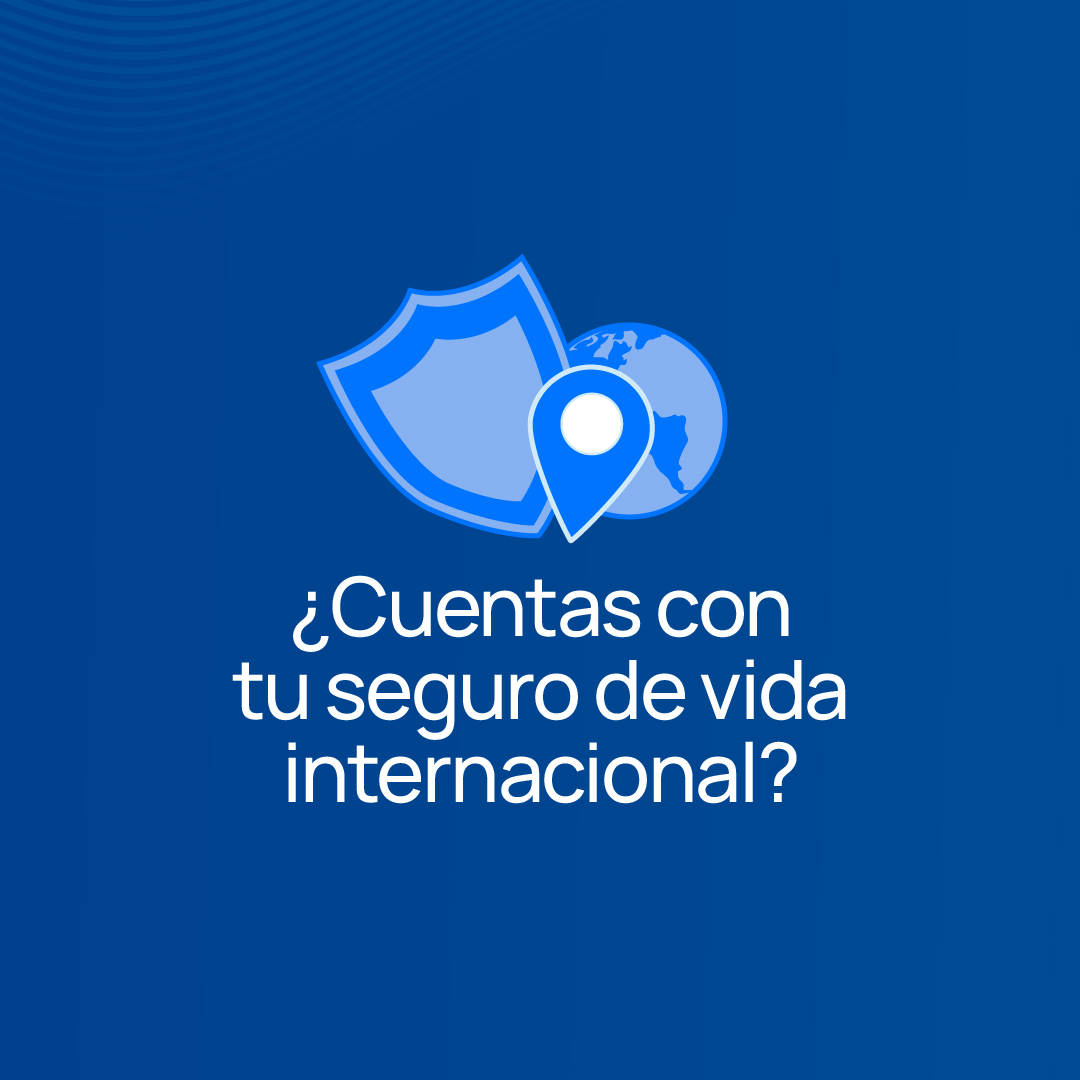 ¿Cuentas con
tu seguro de vida
internacional?